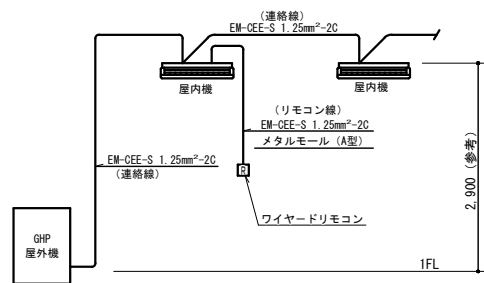 (連絡線)
EM-CEE-S 1.25mm²-2C
屋内機
屋内機
(リモコン線)
EM-CEE-S 1.25mm²-2C
メタルモール (A型)
EM-CEE-S 1.25mm²-2C
(連絡線)
R
ワイヤードリモコン
2,900 (参考)
GHP
屋外機
1FL